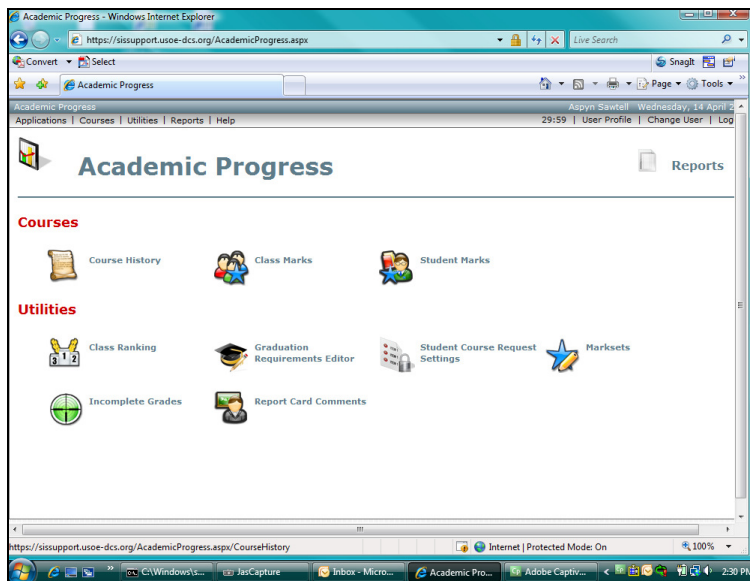 Academic Progress - Windows Internet Explorer
https://sissupport.usoe-dcs.org/AcademicProgress.aspx
Live Search
Convert Select
SnagIt
Academic Progress
Page Tools
Academic Progress Aspyn Sawtell Wednesday, 14 April 2
Applications | Courses | Utilities | Reports | Help 29:59 | User Profile | Change User | Log
Academic Progress
Reports
Courses
Course History
Class Marks
Student Marks
Utilities
3 1 2
Class Ranking
Graduation
Requirements Editor
Student Course Request
Settings
Marksets
Incomplete Grades
Report Card Comments
https://sissupport.usoe-dcs.org/AcademicProgress.aspx/CourseHistory Internet | Protected Mode: On 100%
C:\Windows\s... JasCapture Inbox - Micro... Academic Pro... Adobe Captiv... 2:30 P